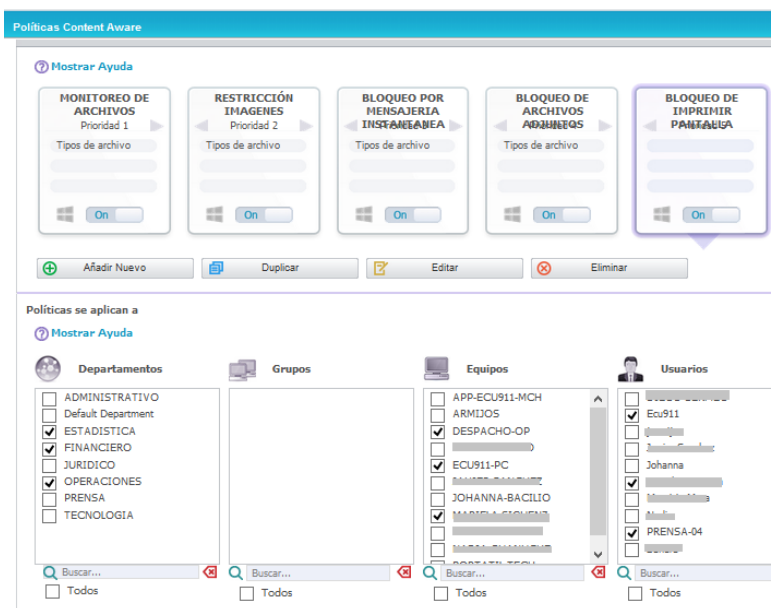 Políticas Content Aware
Mostrar Ayuda
MONITOREO DE ARCHIVOS
Prioridad 1
Tipos de archivo
On
RESTRICCIÓN IMAGENES
Prioridad 2
Tipos de archivo
On
BLOQUEO POR MENSAJERIA INSTANTANEA
Tipos de archivo
On
BLOQUEO DE ARCHIVOS ADJUNTOS
Tipos de archivo
On
BLOQUEO DE IMPRIMIR PANTALLA
On
Añadir Nuevo
Duplicar
Editar
Eliminar
Políticas se aplican a
Mostrar Ayuda
Departamentos
ADMINISTRATIVO
Default Department
ESTADISTICA
FINANCIERO
JURIDICO
OPERACIONES
PRENSA
TECNOLOGIA
Buscar...
Todos
Grupos
Buscar...
Todos
Equipos
APP-ECU911-MCH
ARMIJOS
DESPACHO-OP
ECU911-PC
JOHANNA-BACILIO
Buscar...
Todos
Usuarios
Ecu911
Johanna
PRENSA-04
Buscar...
Todos